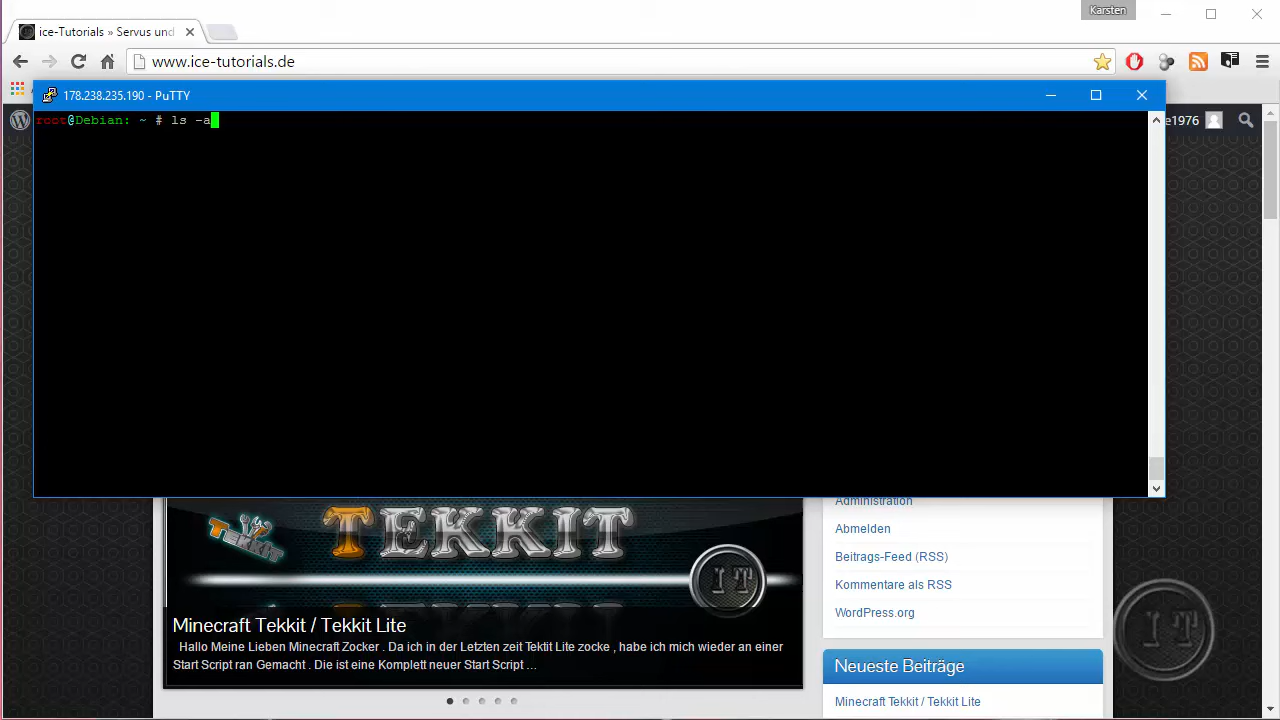 Karsten
ice-Tutorials » Servus und
www.ice-tutorials.de
178.238.235.190 - PuTTY
root@Debian: ~ # ls -a
e1976
TEKKIT
TEKKIT
IT
IT
Minecraft Tekkit / Tekkit Lite
Hallo Meine Lieben Minecraft Zocker . Da ich in der Letzten zeit Tektit Lite zocke , habe ich mich wieder an einer
Start Script ran Gemacht . Die ist eine Komplett neuer Start Script ...
Administration
Abmelden
Beitrags-Feed (RSS)
Kommentare als RSS
WordPress.org
Neueste Beiträge
Minecraft Tekkit / Tekkit Lite